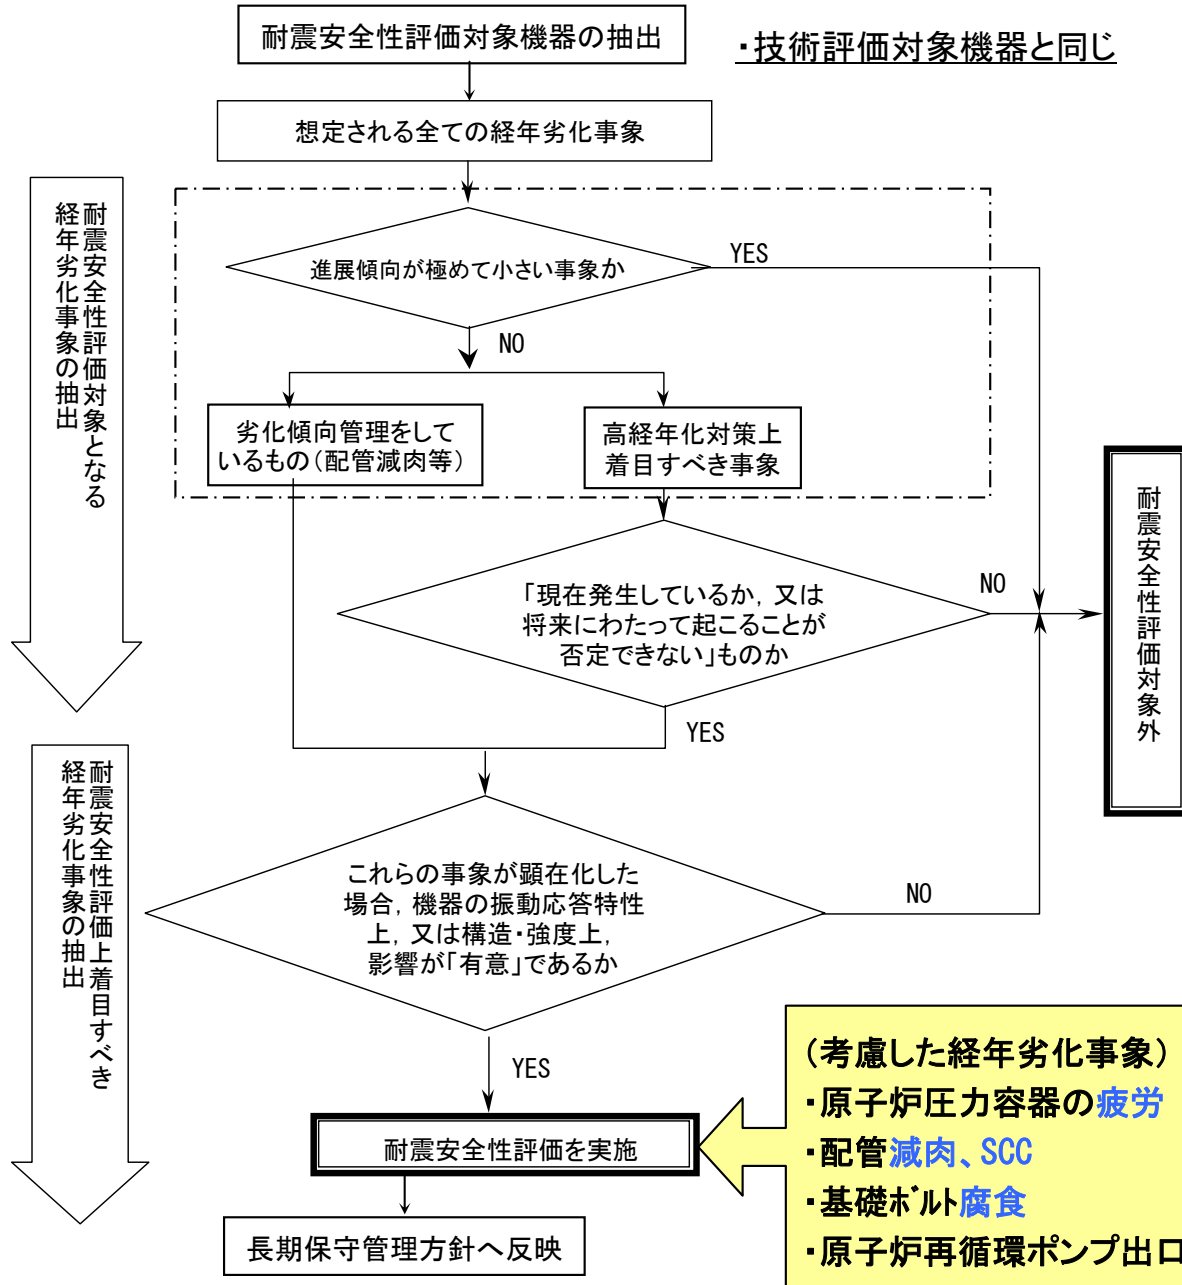 耐震安全性評価対象機器の抽出
・技術評価対象機器と同じ
想定される全ての経年劣化事象
耐震安全性評価対象となる
経年劣化事象の抽出
進展傾向が極めて小さい事象か
YES
NO
劣化傾向管理をして
いるもの(配管減肉等)
高経年化対策上
着目すべき事象
「現在発生しているか，又は
将来にわたって起こることが
否定できない」ものか
NO
YES
耐震安全性評価対象外
耐震安全性評価上着目すべき
経年劣化事象の抽出
これらの事象が顕在化した
場合，機器の振動応答特性
上，又は構造・強度上，
影響が「有意」であるか
NO
YES
耐震安全性評価を実施
長期保守管理方針へ反映
(考慮した経年劣化事象)
・原子炉圧力容器の疲労
・配管減肉、SCC
・基礎ﾎﾞﾙﾄ腐食
・原子炉再循環ポンプ出口